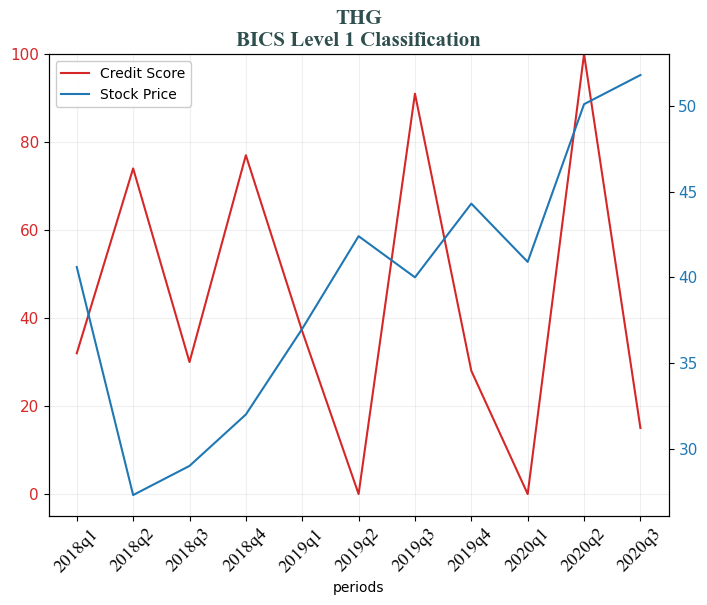 THG
BICS Level 1 Classification
Credit Score
Stock Price
100
80
60
40
20
0
50
45
40
35
30
2018q1
2018q2
2018q3
2018q4
2019q1
2019q2
2019q3
2019q4
2020q1
2020q2
2020q3
periods